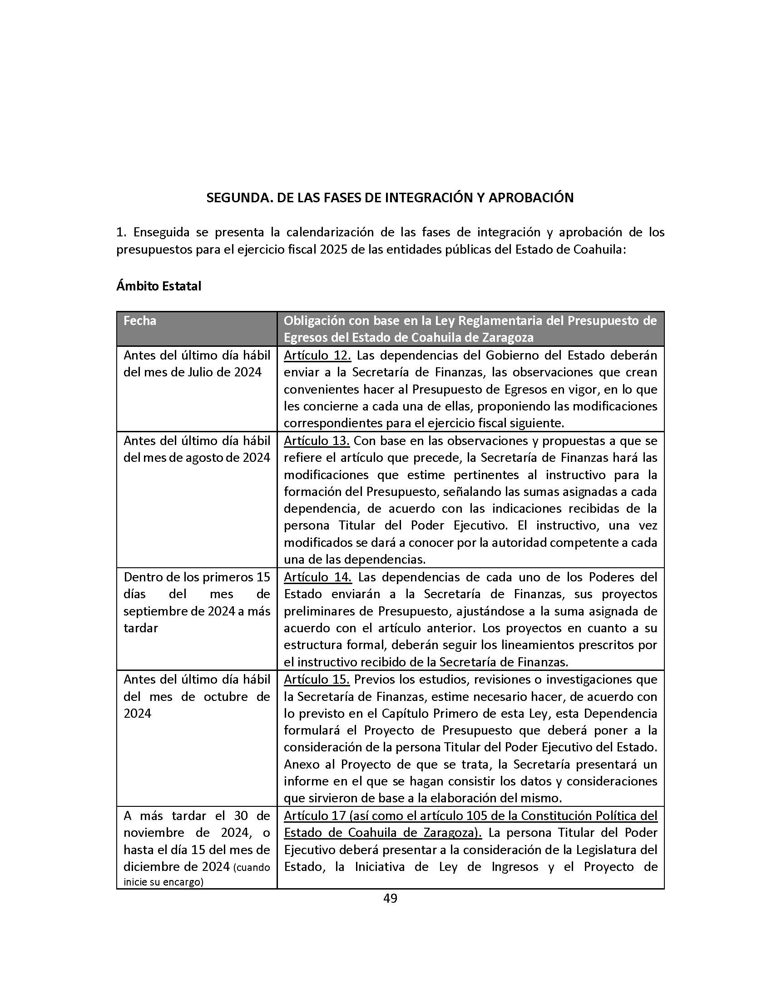 SEGUNDA. DE LAS FASES DE INTEGRACIÓN Y APROBACIÓN
1. Enseguida se presenta la calendarización de las fases de integración y aprobación de los
presupuestos para el ejercicio fiscal 2025 de las entidades públicas del Estado de Coahuila:
Ámbito Estatal
Fecha
Obligación con base en la Ley Reglamentaria del Presupuesto de
Egresos del Estado de Coahuila de Zaragoza
Antes del último día hábil
del mes de Julio de 2024
Artículo 12. Las dependencias del Gobierno del Estado deberán
enviar a la Secretaría de Finanzas, las observaciones que crean
convenientes hacer al Presupuesto de Egresos en vigor, en lo que
les concierne a cada una de ellas, proponiendo las modificaciones
correspondientes para el ejercicio fiscal siguiente.
Antes del último día hábil
del mes de agosto de 2024
Artículo 13. Con base en las observaciones y propuestas a que se
refiere el artículo que precede, la Secretaría de Finanzas hará las
modificaciones que estime pertinentes al instructivo para la
formación del Presupuesto, señalando las sumas asignadas a cada
dependencia, de acuerdo con las indicaciones recibidas de la
persona Titular del Poder Ejecutivo. El instructivo, una vez
modificados se dará a conocer por la autoridad competente a cada
una de las dependencias.
Dentro de los primeros 15
días del mes de
septiembre de 2024 a más
tardar
Artículo 14. Las dependencias de cada uno de los Poderes del
Estado enviarán a la Secretaría de Finanzas, sus proyectos
preliminares de Presupuesto, ajustándose a la suma asignada de
acuerdo con el artículo anterior. Los proyectos en cuanto a su
estructura formal, deberán seguir los lineamientos prescritos por
el instructivo recibido de la Secretaría de Finanzas.
Antes del último día hábil
del mes de octubre de
2024
Artículo 15. Previos los estudios, revisiones o investigaciones que
la Secretaría de Finanzas, estime necesario hacer, de acuerdo con
lo previsto en el Capítulo Primero de esta Ley, esta Dependencia
formulará el Proyecto de Presupuesto que deberá poner a la
consideración de la persona Titular del Poder Ejecutivo del Estado.
Anexo al Proyecto de que se trata, la Secretaría presentará un
informe en el que se hagan consistir los datos y consideraciones
que sirvieron de base a la elaboración del mismo.
A más tardar el 30 de
noviembre de 2024, o
hasta el día 15 del mes de
diciembre de 2024 (cuando
inicie su encargo)
Artículo 17 (así como el artículo 105 de la Constitución Política del
Estado de Coahuila de Zaragoza). La persona Titular del Poder
Ejecutivo deberá presentar a la consideración de la Legislatura del
Estado, la Iniciativa de Ley de Ingresos y el Proyecto de
49